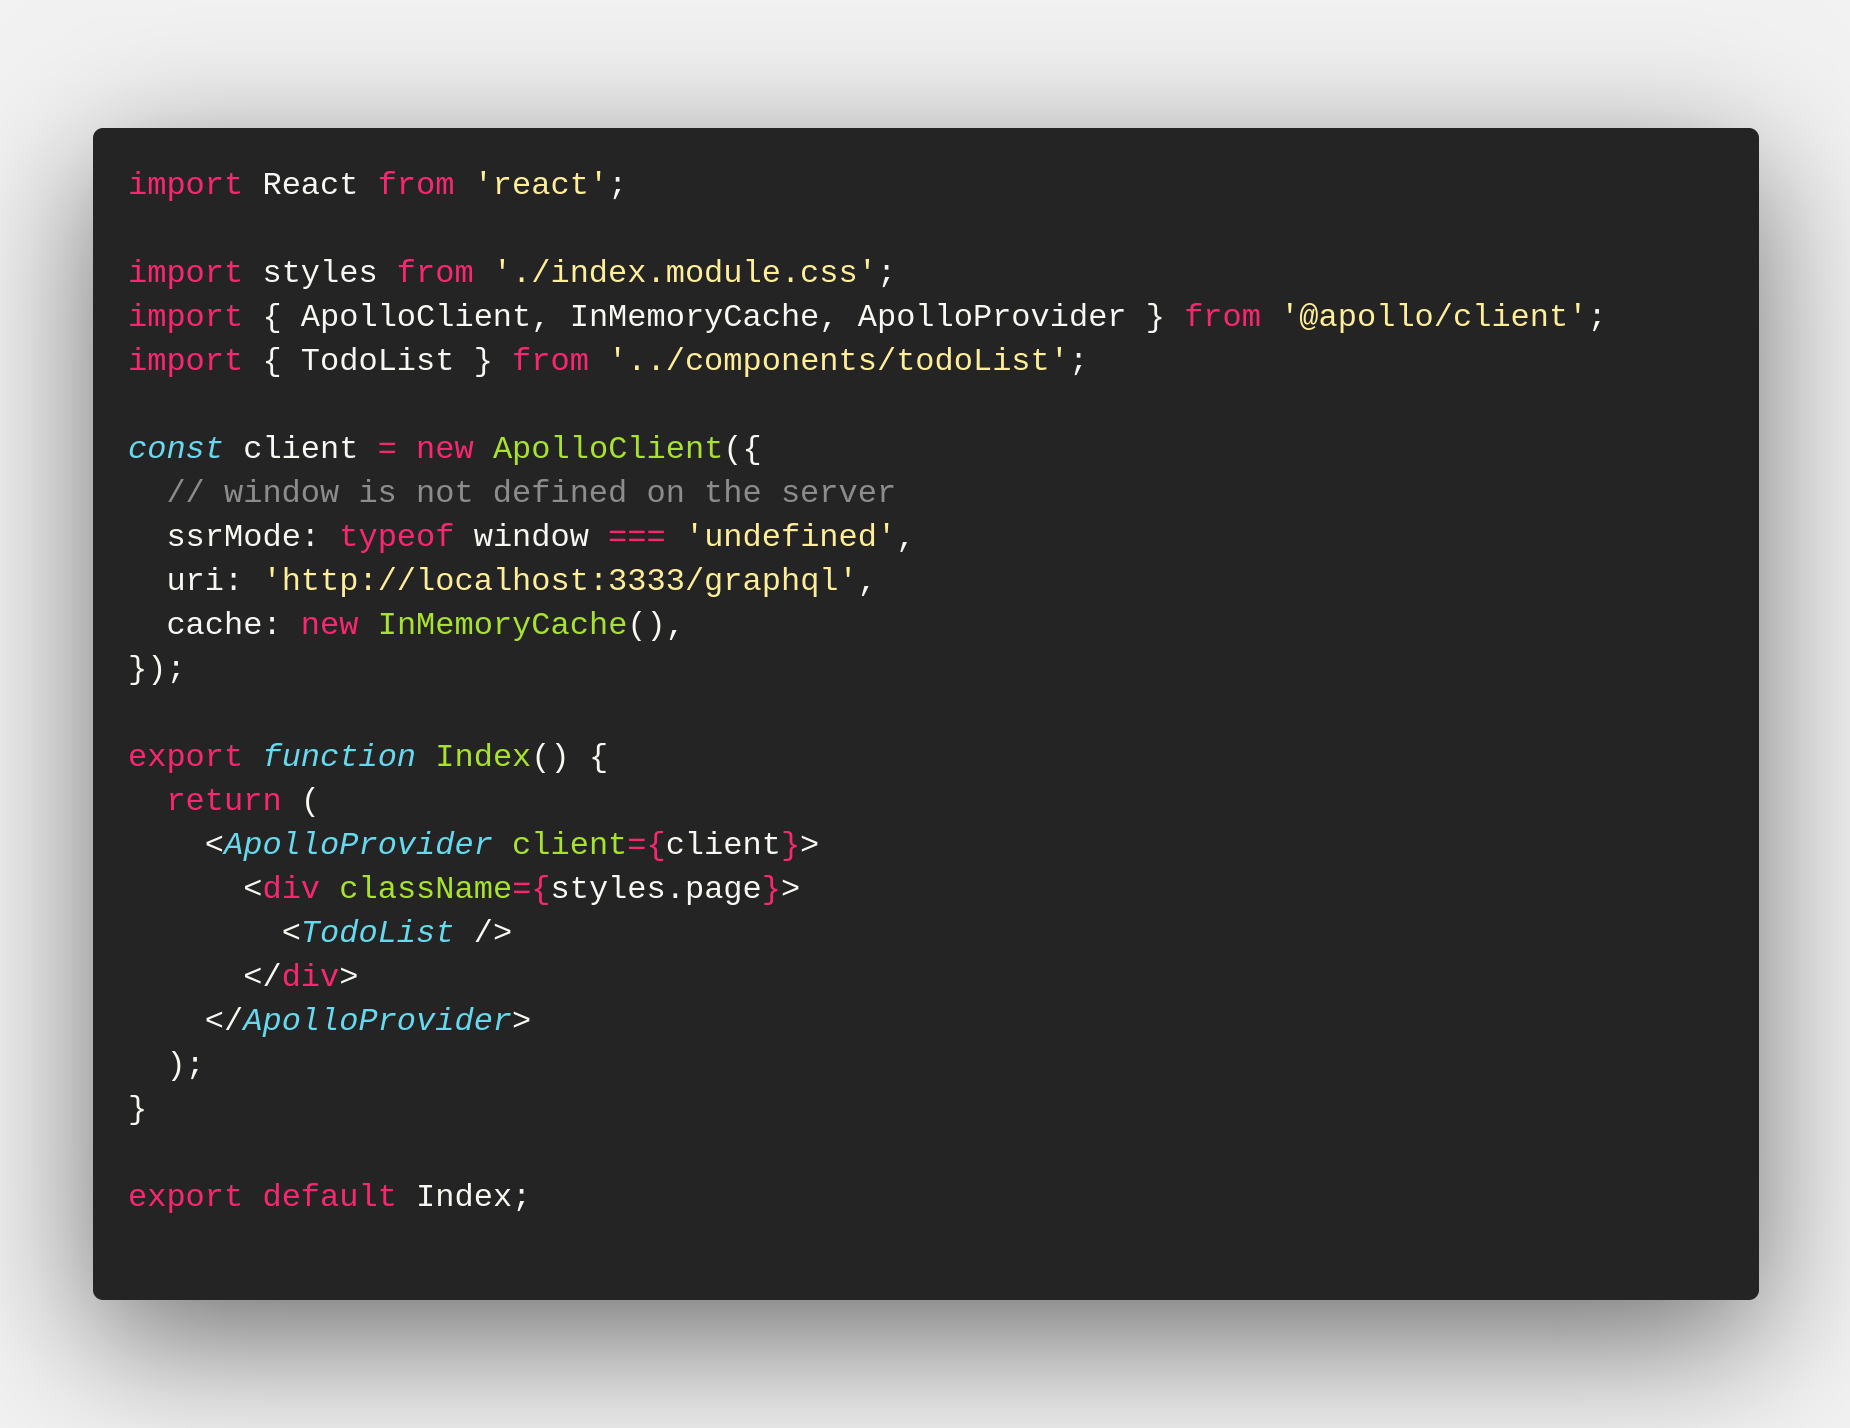 import React from 'react';

import styles from './index.module.css';
import { ApolloClient, InMemoryCache, ApolloProvider } from '@apollo/client';
import { TodoList } from '../components/todoList';

const client = new ApolloClient({
  // window is not defined on the server
  ssrMode: typeof window === 'undefined',
  uri: 'http://localhost:3333/graphql',
  cache: new InMemoryCache(),
});

export function Index() {
  return (
    <ApolloProvider client={client}>
      <div className={styles.page}>
        <TodoList />
      </div>
    </ApolloProvider>
  );
}

export default Index;